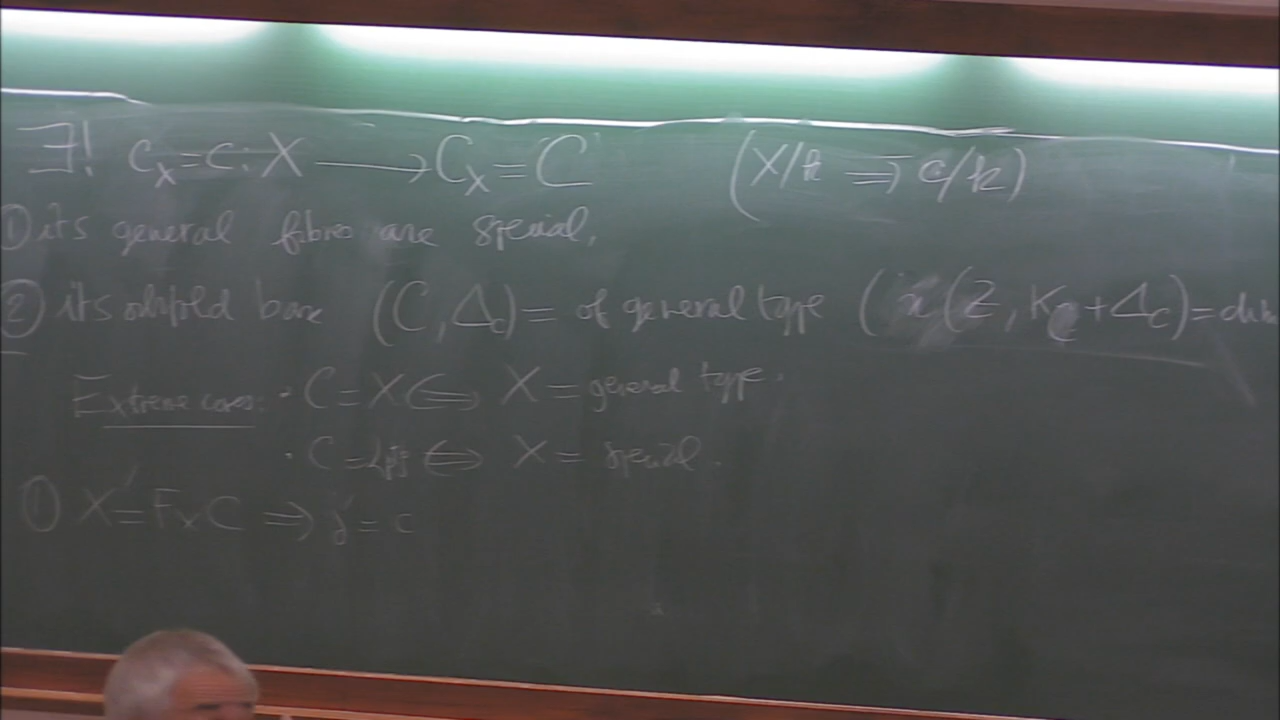 ∃! c_X = c : X ⟶ C_X = C (X/k ⇒ c/k)
① its general fibres are special,
② its orbifold base (C, Δ_c) = of general type (κ(Z, K_C + Δ_C) = dim
Extreme cases: · C = X ⟺ X = general type.
· C = pt ⟺ X = special.
① X' = F × C ⇒ j' = c